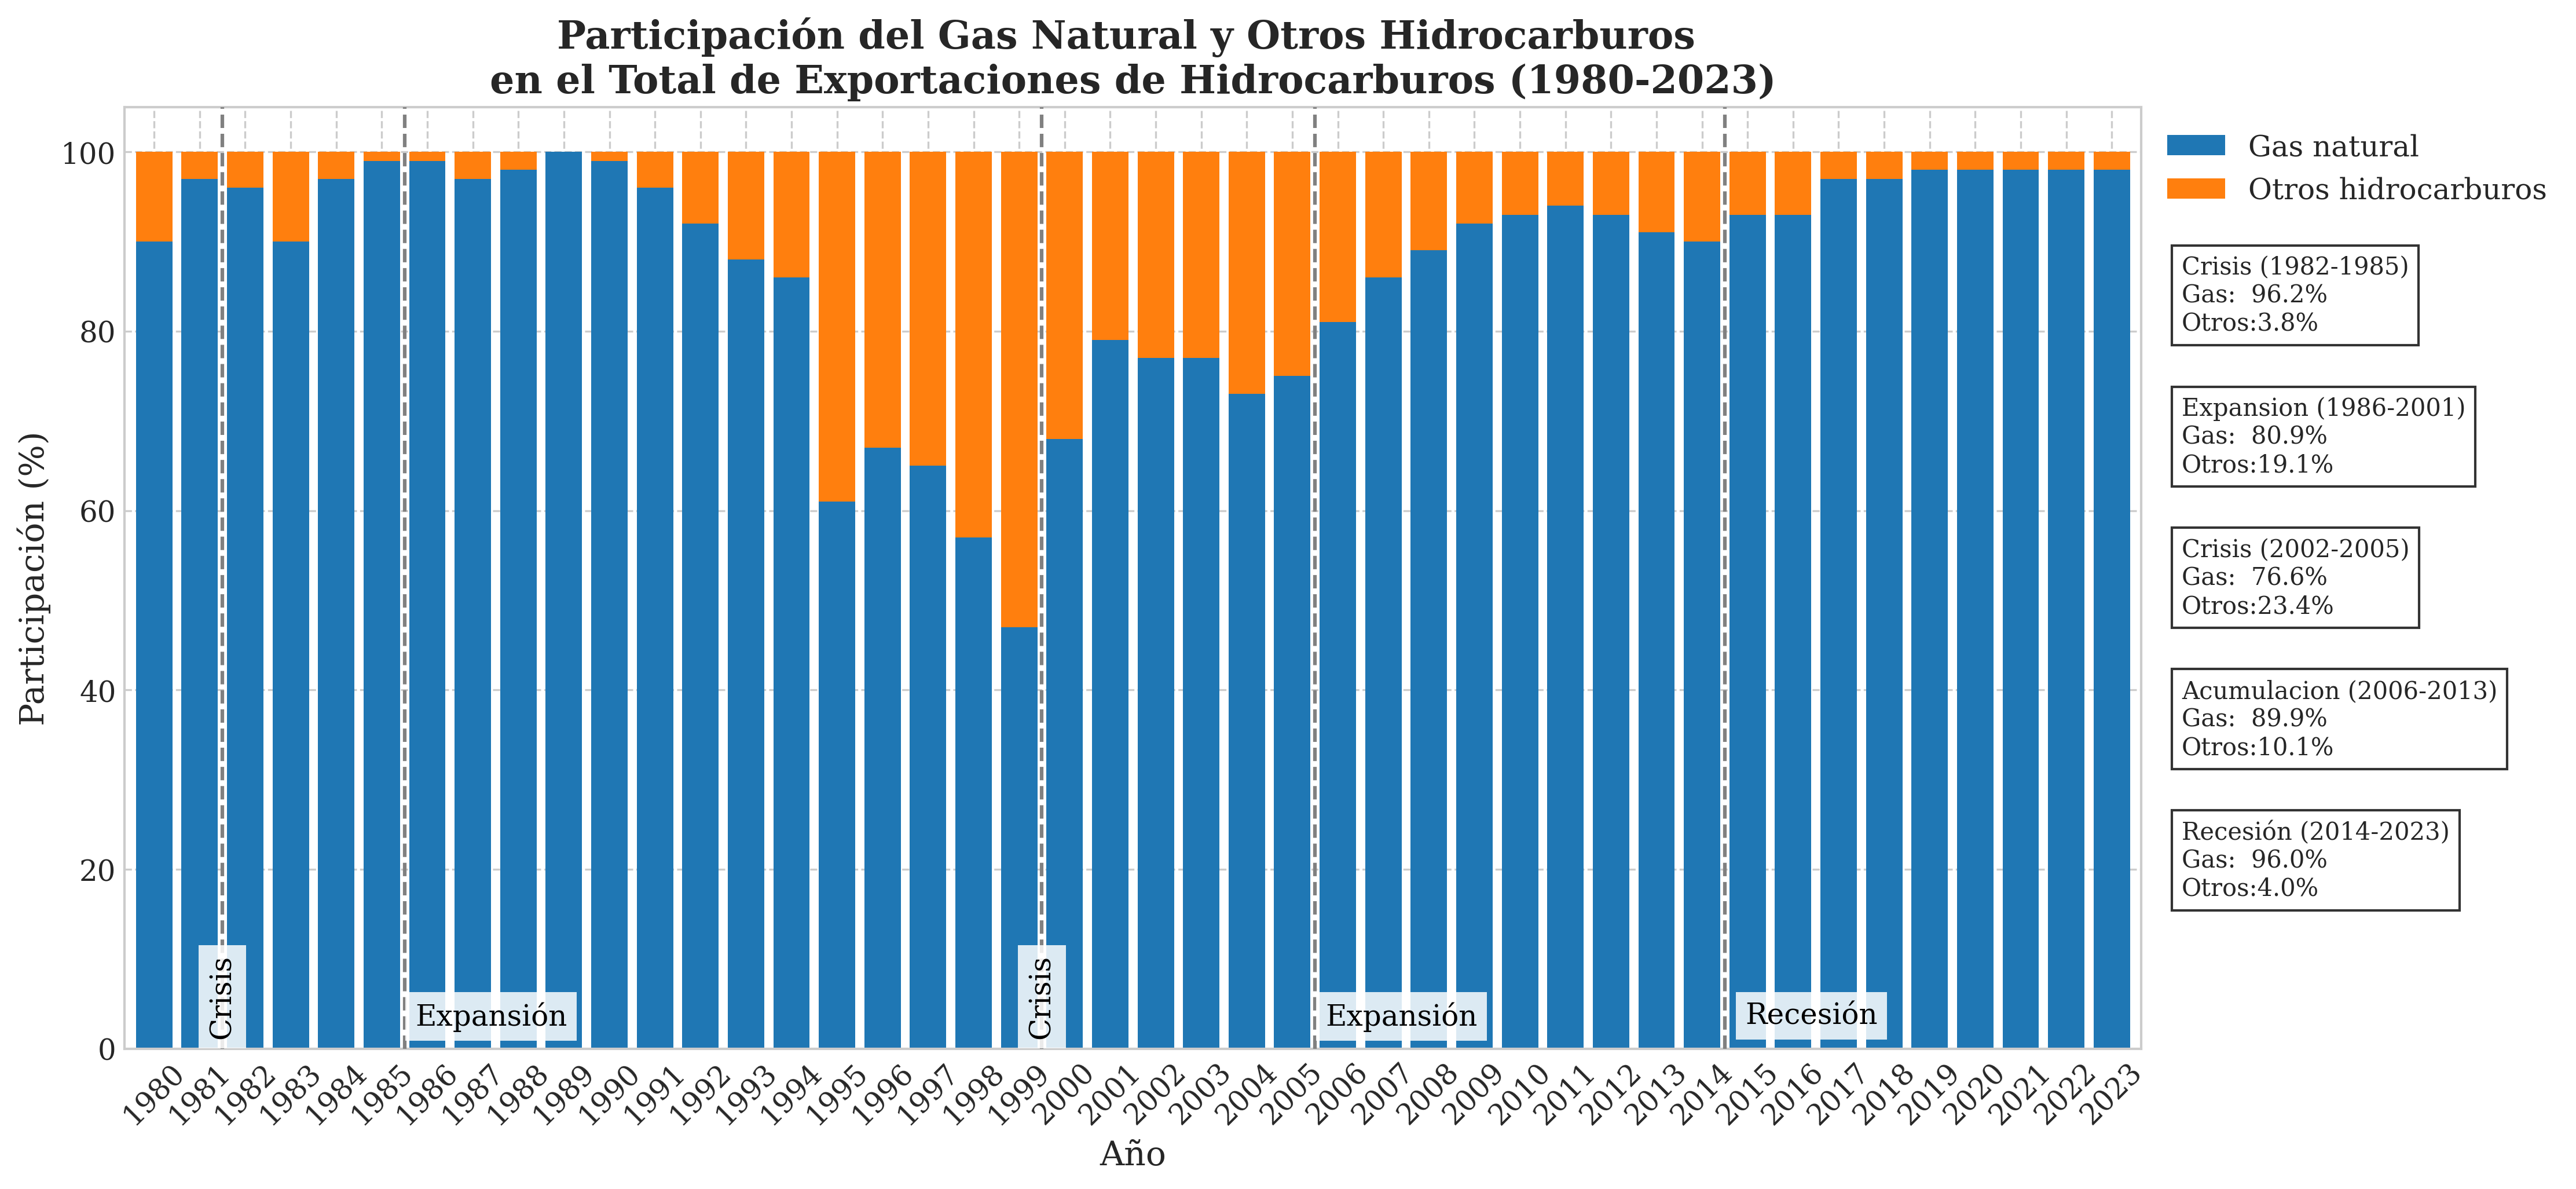 Participación del Gas Natural y Otros Hidrocarburos
en el Total de Exportaciones de Hidrocarburos (1980-2023)
Gas natural
Otros hidrocarburos
Crisis (1982-1985)
Gas:  96.2%
Otros:3.8%
Expansion (1986-2001)
Gas:  80.9%
Otros:19.1%
Crisis (2002-2005)
Gas:  76.6%
Otros:23.4%
Acumulacion (2006-2013)
Gas:  89.9%
Otros:10.1%
Recesión (2014-2023)
Gas:  96.0%
Otros:4.0%
Participación (%)
100
80
60
40
20
0
Crisis
Expansión
Crisis
Expansión
Recesión
1980 1981 1982 1983 1984 1985 1986 1987 1988 1989 1990 1991 1992 1993 1994 1995 1996 1997 1998 1999 2000 2001 2002 2003 2004 2005 2006 2007 2008 2009 2010 2011 2012 2013 2014 2015 2016 2017 2018 2019 2020 2021 2022 2023
Año